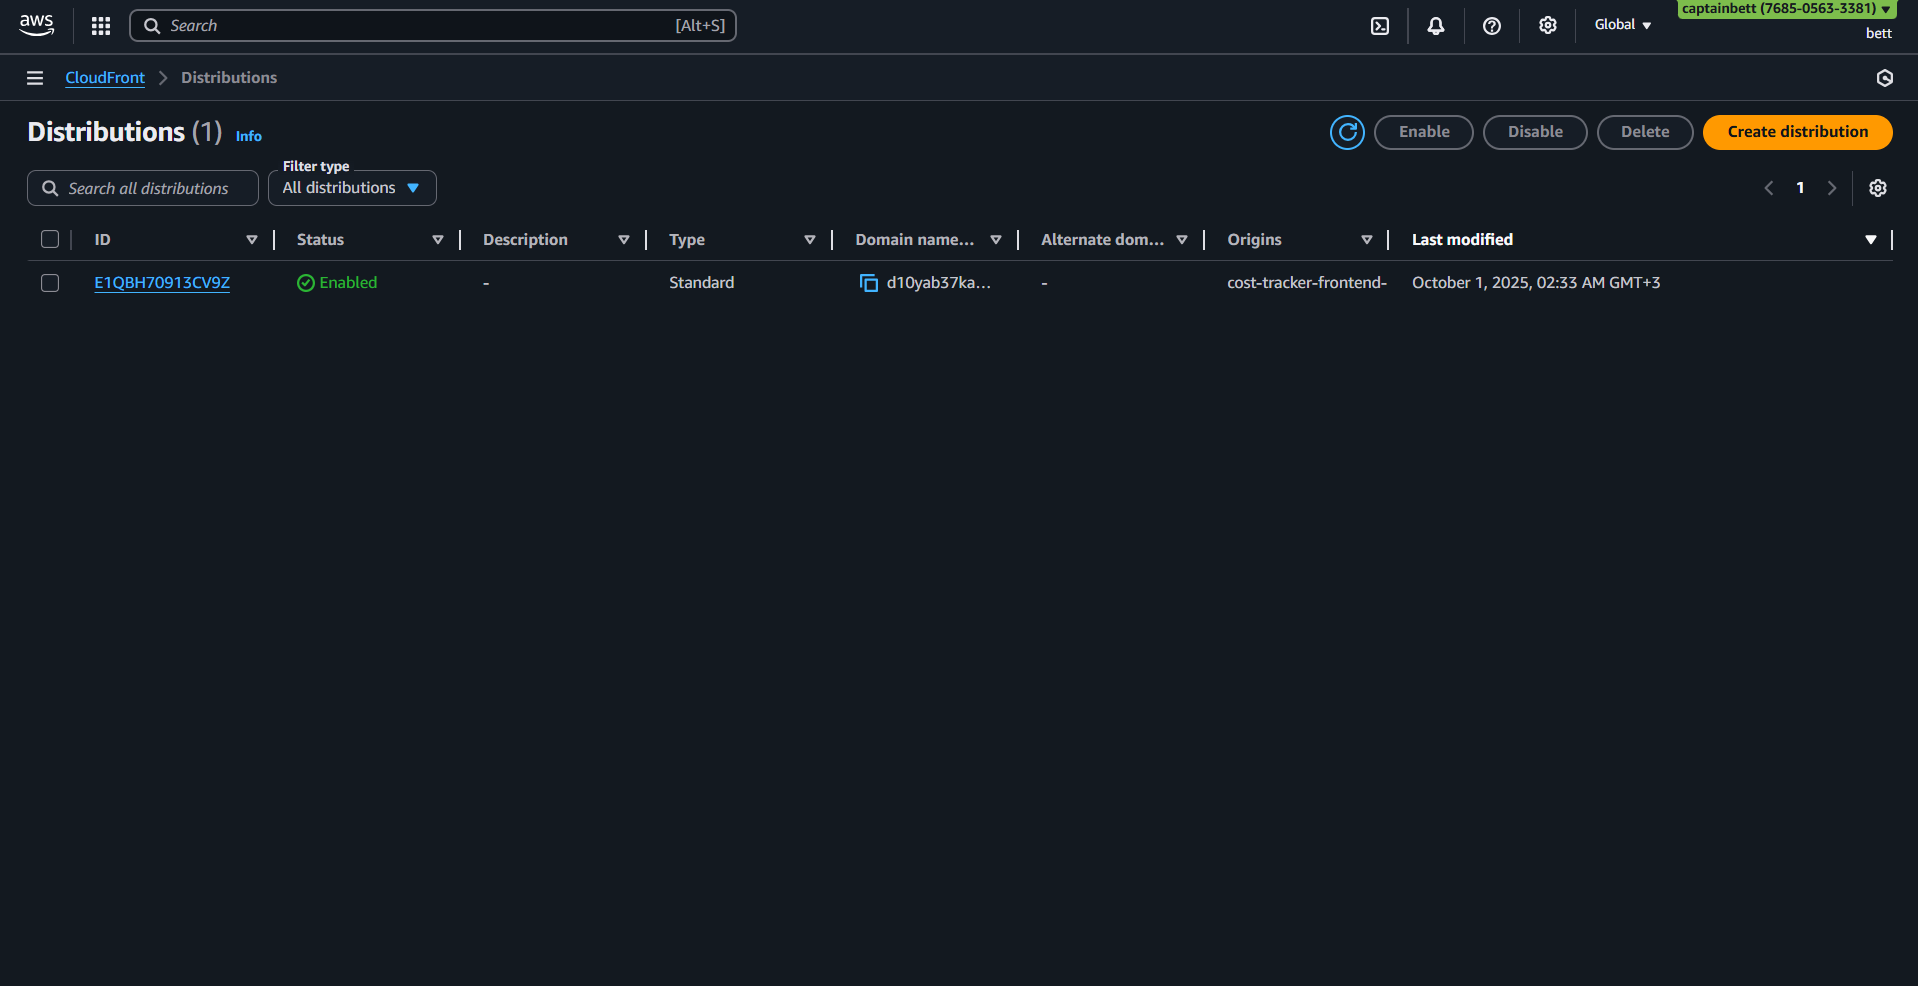 aws
Search [Alt+S]
Global
captainbett (7685-0563-3381)
bett
CloudFront
Distributions
Distributions (1) Info
Enable
Disable
Delete
Create distribution
Search all distributions
Filter type
All distributions
1
ID
Status
Description
Type
Domain name...
Alternate dom...
Origins
Last modified
E1QBH70913CV9Z
Enabled
-
Standard
d10yab37ka...
-
cost-tracker-frontend-
October 1, 2025, 02:33 AM GMT+3